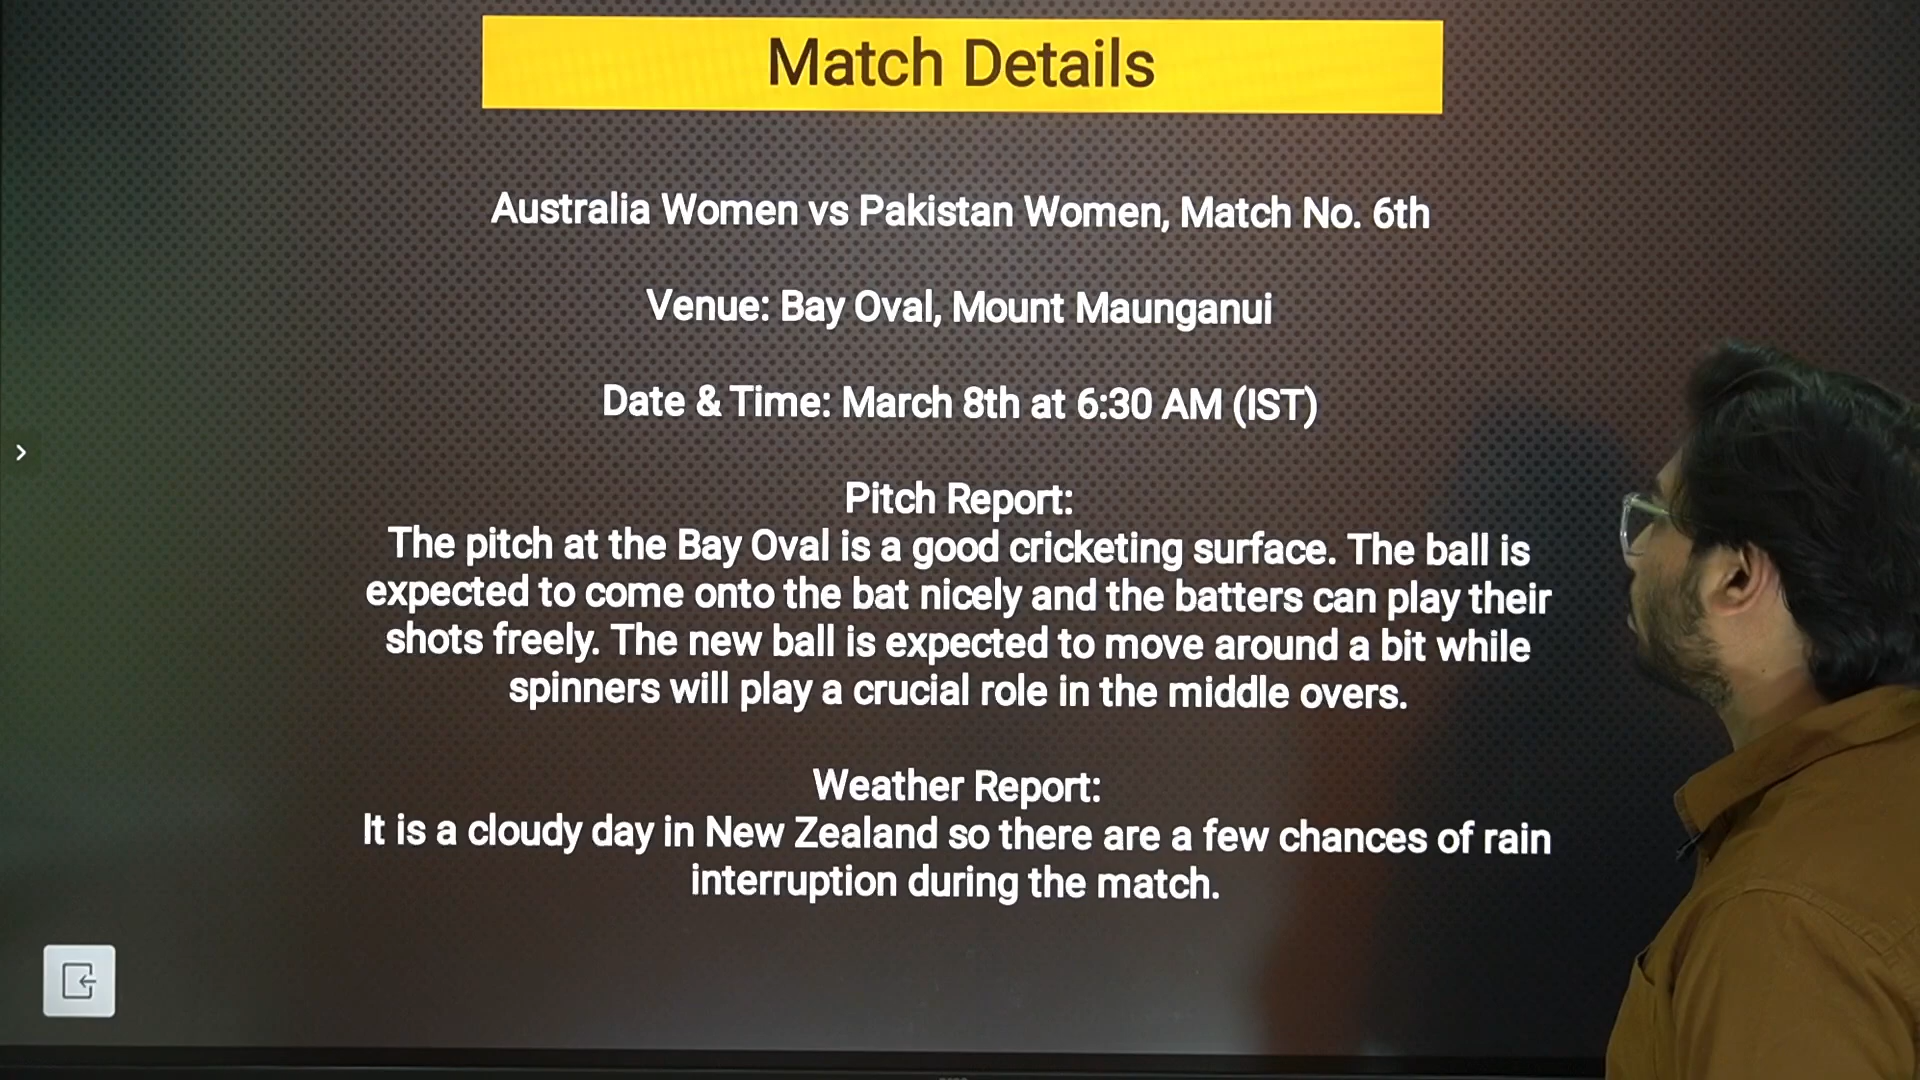 Match Details
Australia Women vs Pakistan Women, Match No. 6th
Venue: Bay Oval, Mount Maunganui
Date & Time: March 8th at 6:30 AM (IST)
Pitch Report:
The pitch at the Bay Oval is a good cricketing surface. The ball is
expected to come onto the bat nicely and the batters can play their
shots freely. The new ball is expected to move around a bit while
spinners will play a crucial role in the middle overs.
Weather Report:
It is a cloudy day in New Zealand so there are a few chances of rain
interruption during the match.